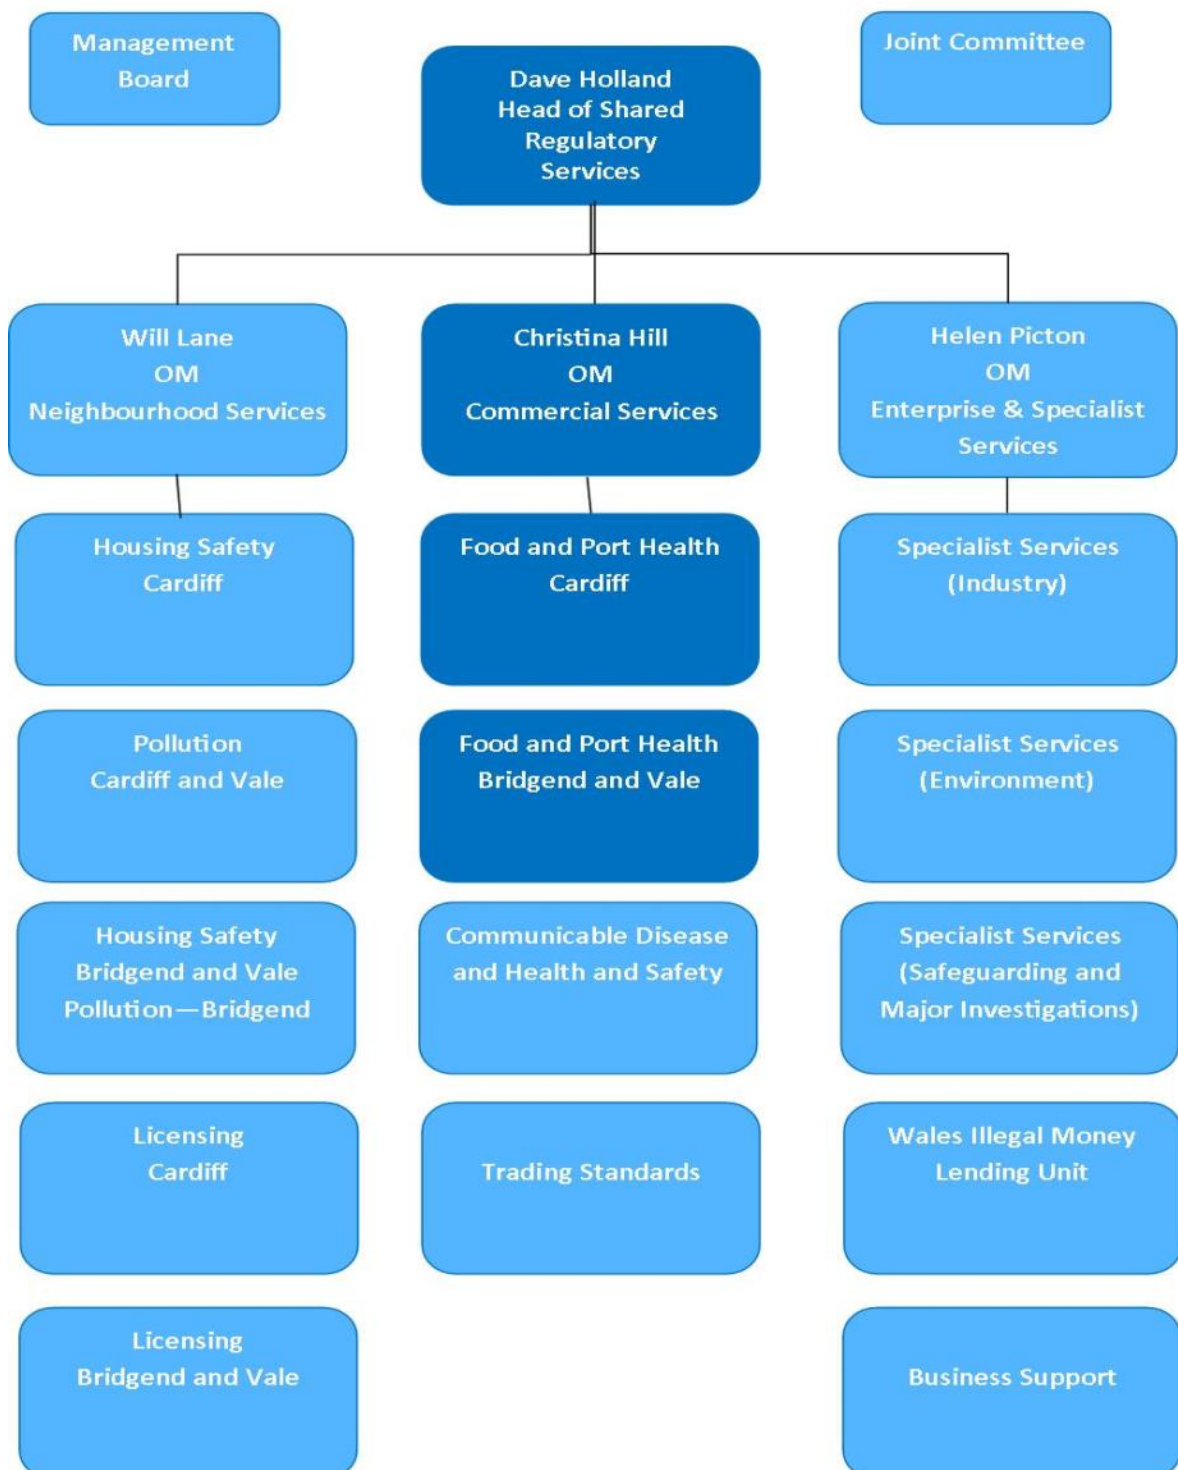 Management
Board
Joint Committee
Dave Holland
Head of Shared
Regulatory
Services
Will Lane
OM
Neighbourhood Services
Christina Hill
OM
Commercial Services
Helen Picton
OM
Enterprise & Specialist
Services
Housing Safety
Cardiff
Food and Port Health
Cardiff
Specialist Services
(Industry)
Pollution
Cardiff and Vale
Food and Port Health
Bridgend and Vale
Specialist Services
(Environment)
Housing Safety
Bridgend and Vale
Pollution—Bridgend
Communicable Disease
and Health and Safety
Specialist Services
(Safeguarding and
Major Investigations)
Licensing
Cardiff
Trading Standards
Wales Illegal Money
Lending Unit
Licensing
Bridgend and Vale
Business Support